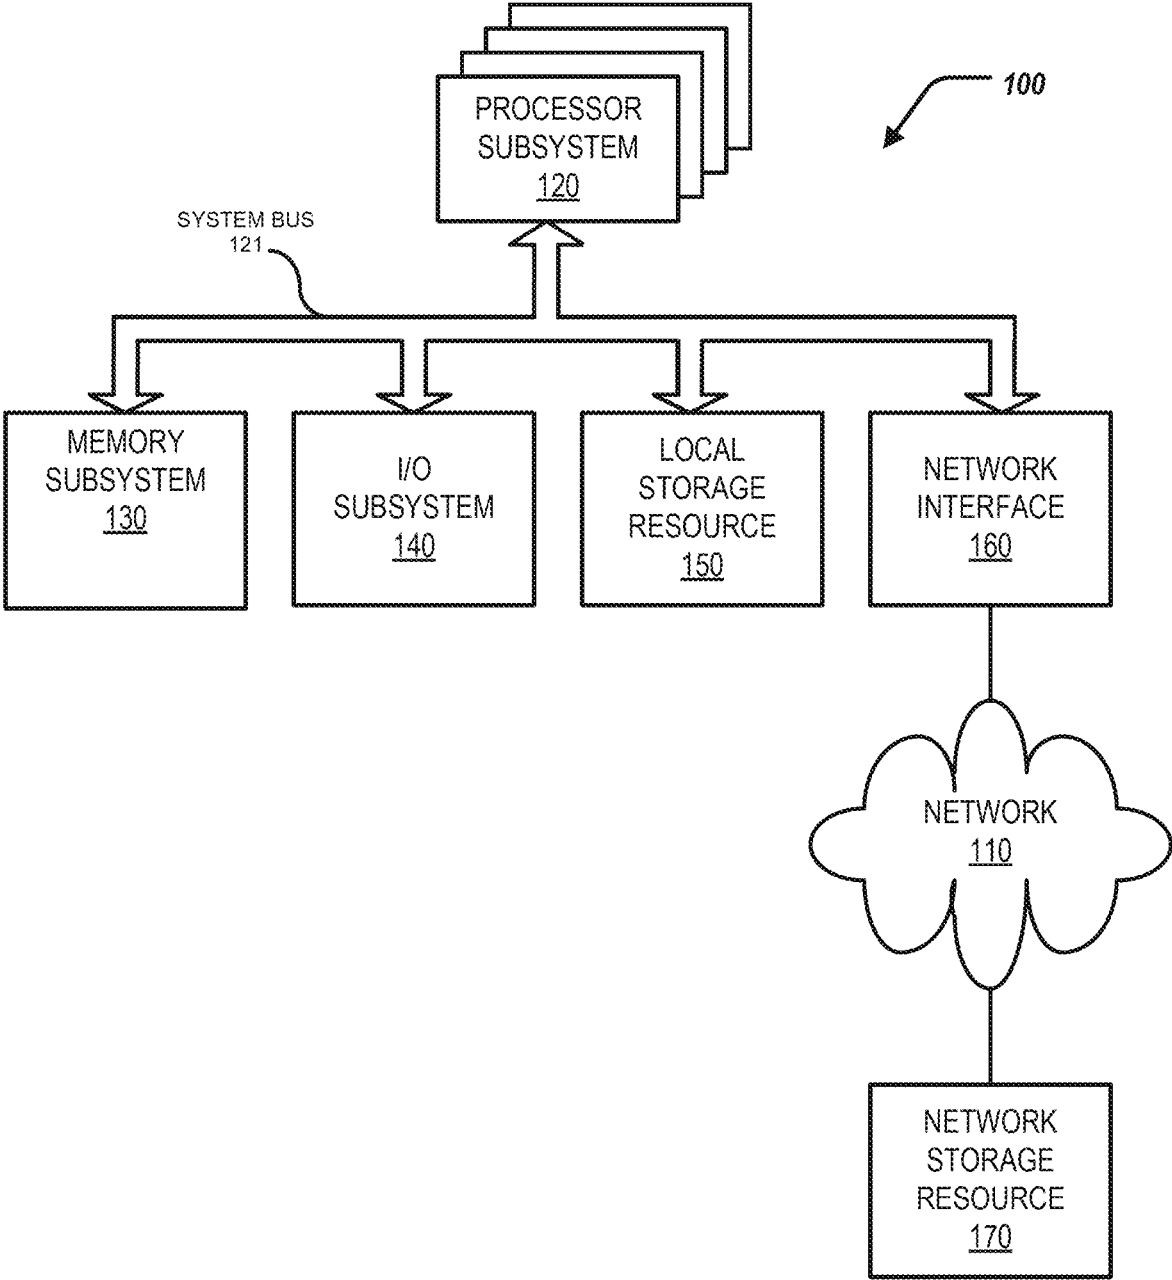 100
PROCESSOR
SUBSYSTEM
120
SYSTEM BUS
121
MEMORY
SUBSYSTEM
130
I/O
SUBSYSTEM
140
LOCAL
STORAGE
RESOURCE
150
NETWORK
INTERFACE
160
NETWORK
110
NETWORK
STORAGE
RESOURCE
170